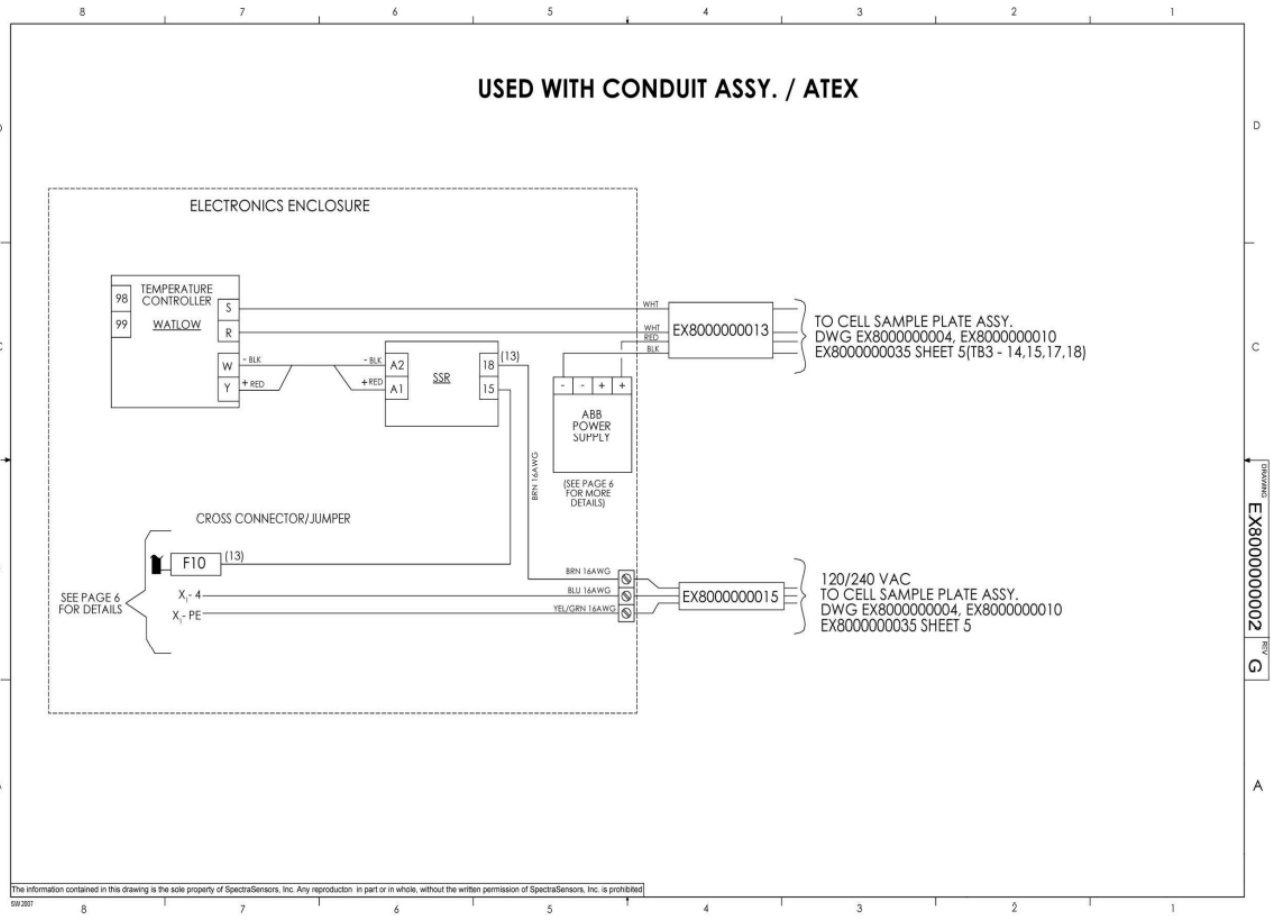 8 7 6 5 4 3 2 1
USED WITH CONDUIT ASSY. / ATEX
D
D
ELECTRONICS ENCLOSURE
98
99
TEMPERATURE
CONTROLLER
WATLOW
S
R
W
Y
- BLK
+ RED
- BLK
+RED
A2
A1
SSR
18
15
(13)
WHT
WHT
RED
BLK
EX8000000013
TO CELL SAMPLE PLATE ASSY.
DWG EX8000000004, EX8000000010
EX8000000035 SHEET 5(TB3 - 14,15,17,18)
C
C
- - + +
ABB
POWER
SUPPLY
(SEE PAGE 6
FOR MORE
DETAILS)
BRN 16AWG
CROSS CONNECTOR/JUMPER
F10
(13)
SEE PAGE 6
FOR DETAILS
X1- 4
X1- PE
BRN 16AWG
BLU 16AWG
YEL/GRN 16AWG
EX8000000015
120/240 VAC
TO CELL SAMPLE PLATE ASSY.
DWG EX8000000004, EX8000000010
EX8000000035 SHEET 5
DRAWING
EX8000000002
REV
G
A
The information contained in this drawing is the sole property of SpectraSensors, Inc. Any reproducton in part or in whole, without the written permission of SpectraSensors, Inc. is prohibited
SW 2007
8 7 6 5 4 3 2 1